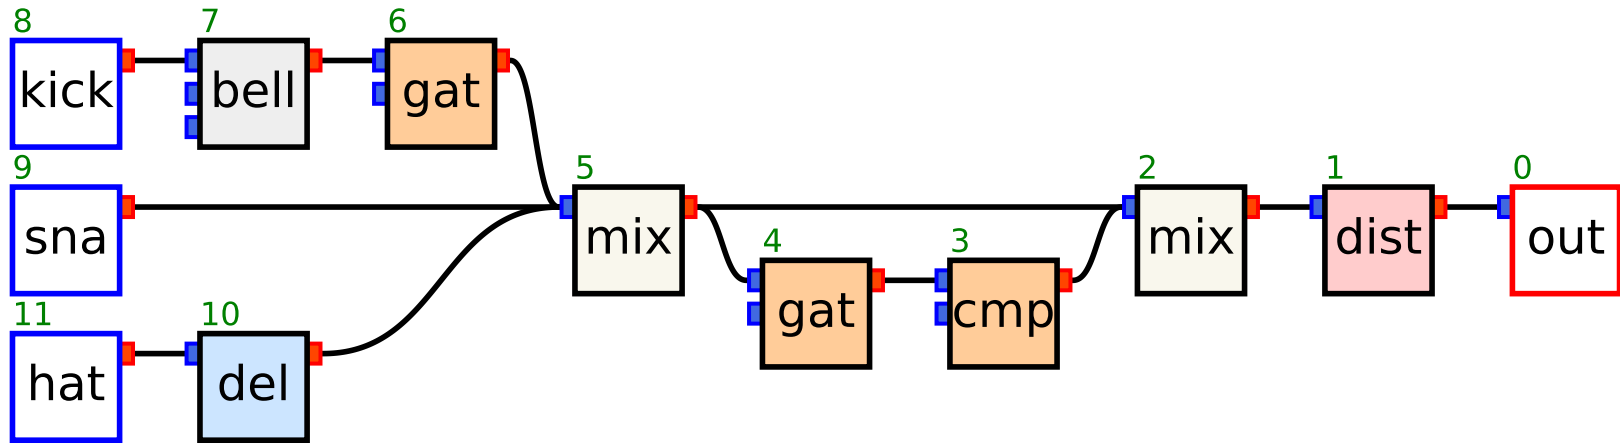 8 7 6
kick bell gat
9 5 2 1 0
sna mix mix dist out
4 3
gat cmp
11 10
hat del